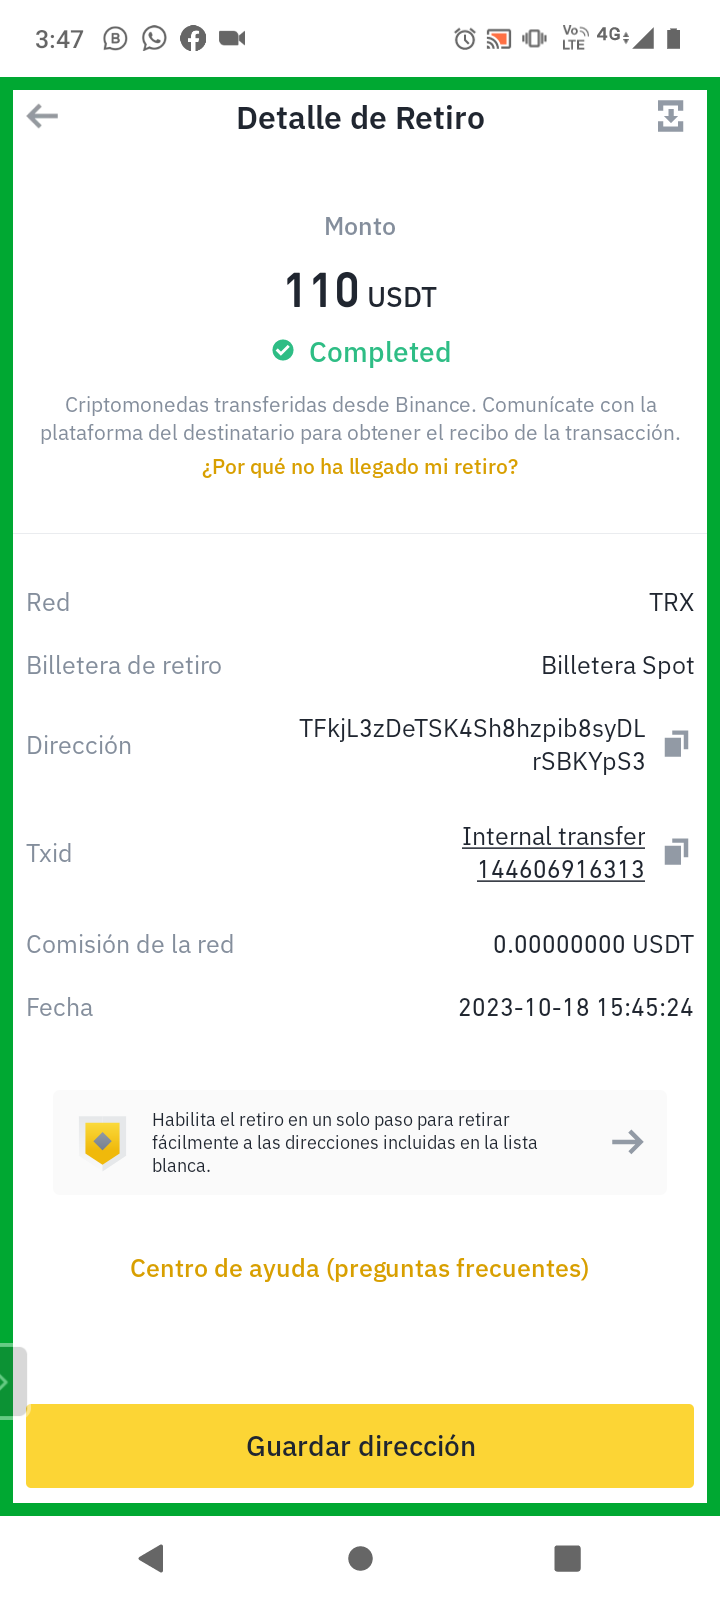 3:47
Vo LTE 4G
Detalle de Retiro
Monto
110 USDT
Completed
Criptomonedas transferidas desde Binance. Comunícate con la
plataforma del destinatario para obtener el recibo de la transacción.
¿Por qué no ha llegado mi retiro?
Red TRX
Billetera de retiro Billetera Spot
Dirección TFkjL3zDeTSK4Sh8hzpib8syDL
rSBKYpS3
Txid Internal transfer
144606916313
Comisión de la red 0.00000000 USDT
Fecha 2023-10-18 15:45:24
Habilita el retiro en un solo paso para retirar
fácilmente a las direcciones incluidas en la lista
blanca.
Centro de ayuda (preguntas frecuentes)
Guardar dirección